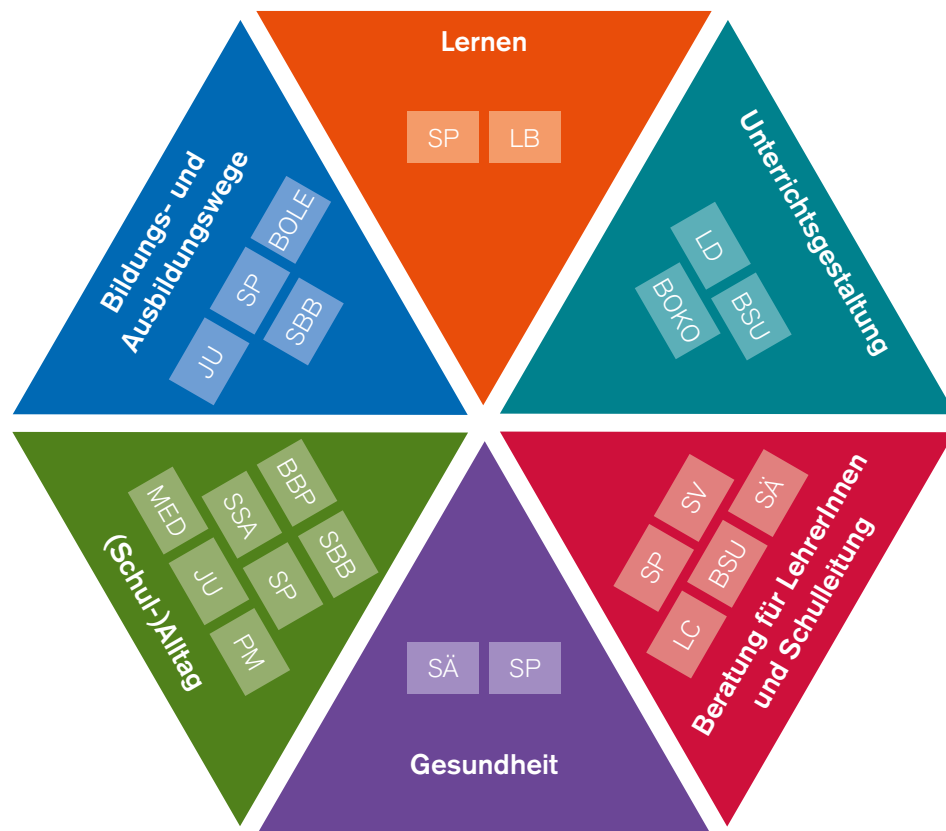 Lernen
SP
LB
Unterrichtsgestaltung
LD
BOKO
BSU
Beratung für LehrerInnen
und Schulleitung
SV
SÄ
SP
BSU
LC
Gesundheit
SÄ
SP
(Schul-)Alltag
MED
SSA
BBP
JU
SP
SBB
PM
Bildungs- und
Ausbildungswege
BOLE
SP
SBB
JU